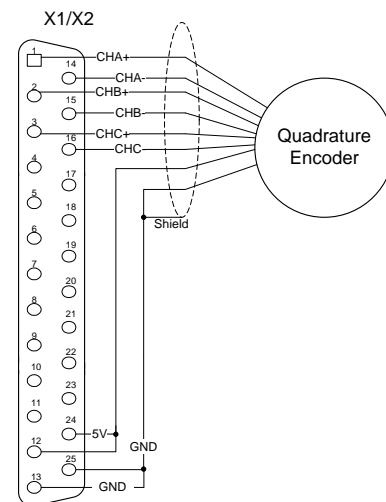 X1/X2
1
14
CHA+
CHA-
2
CHB+
15
CHB-
3
CHC+
16
CHC-
4
17
5
18
6
19
7
20
8
21
9
22
10
23
11
24
5V
12
25
GND
13
GND
Shield
Quadrature
Encoder